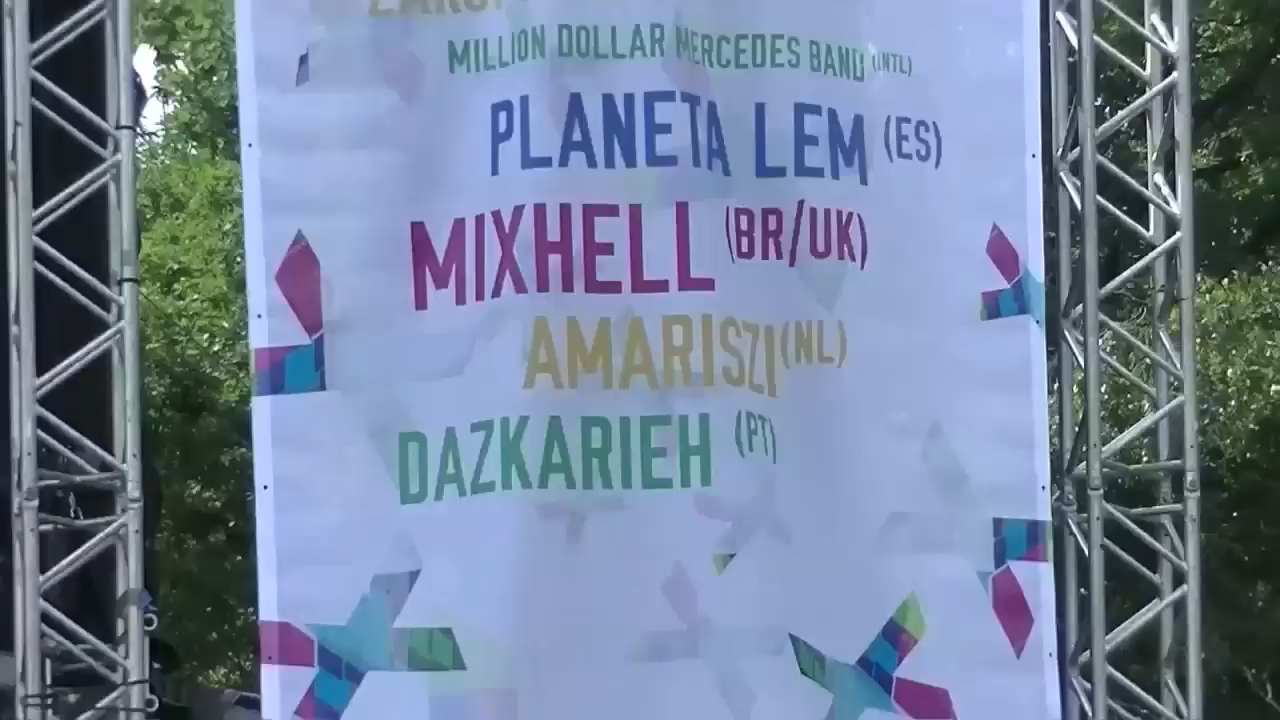 MILLION DOLLAR MERCEDES BAND (INTL)
PLANETA LEM (ES)
MIXHELL (BR/UK)
AMARISZI (NL)
DAZKARIEH (PT)